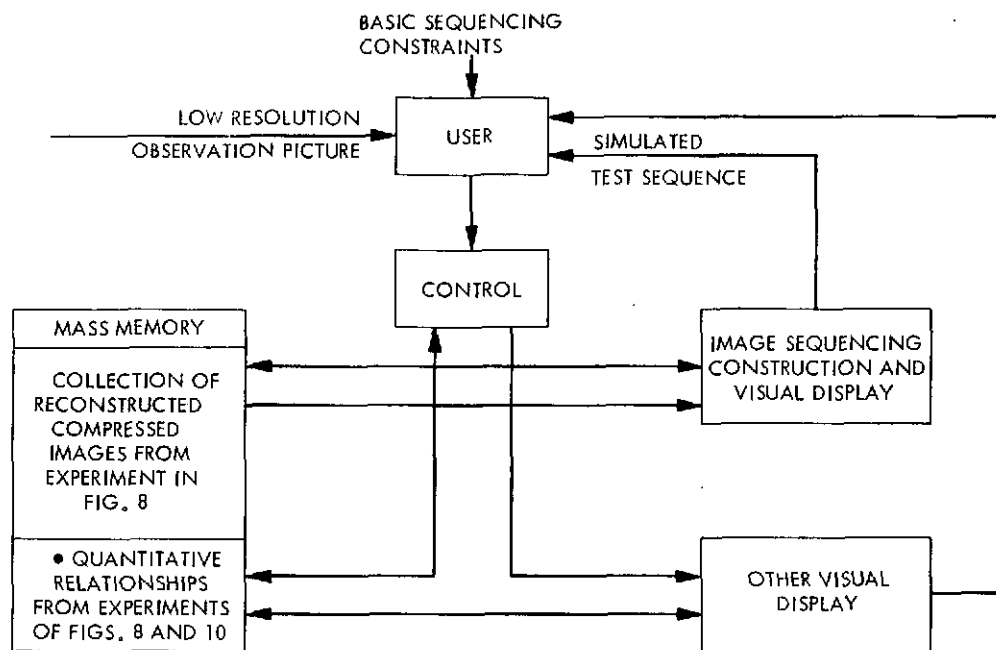 BASIC SEQUENCING
CONSTRAINTS
LOW RESOLUTION
OBSERVATION PICTURE
USER
SIMULATED
TEST SEQUENCE
CONTROL
MASS MEMORY
COLLECTION OF
RECONSTRUCTED
COMPRESSED
IMAGES FROM
EXPERIMENT IN
FIG. 8
IMAGE SEQUENCING
CONSTRUCTION AND
VISUAL DISPLAY
● QUANTITATIVE
RELATIONSHIPS
FROM EXPERIMENTS
OF FIGS. 8 AND 10
OTHER VISUAL
DISPLAY